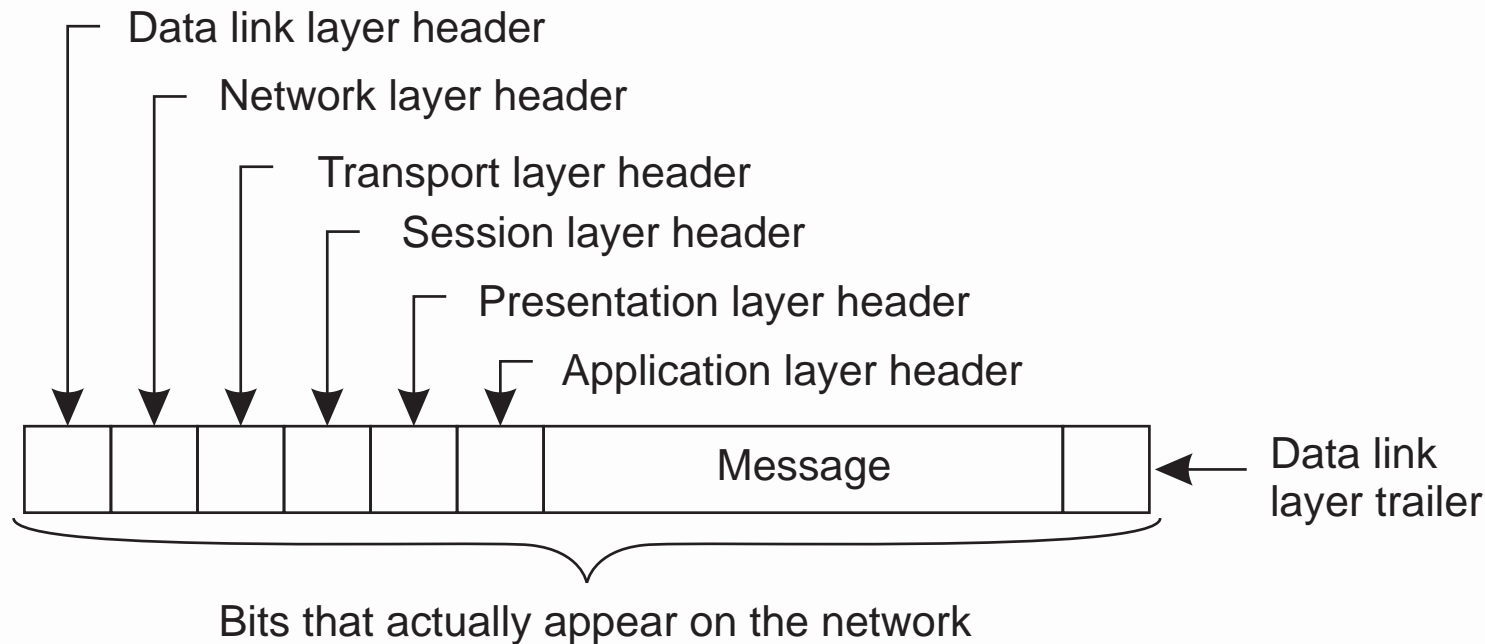 Data link layer header
Network layer header
Transport layer header
Session layer header
Presentation layer header
Application layer header
Message
Data link
layer trailer
Bits that actually appear on the network